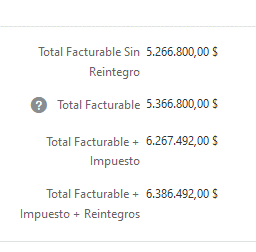 Total Facturable Sin 5.266.800,00 $
Reintegro
? Total Facturable 5.366.800,00 $
Total Facturable + 6.267.492,00 $
Impuesto
Total Facturable + 6.386.492,00 $
Impuesto + Reintegros